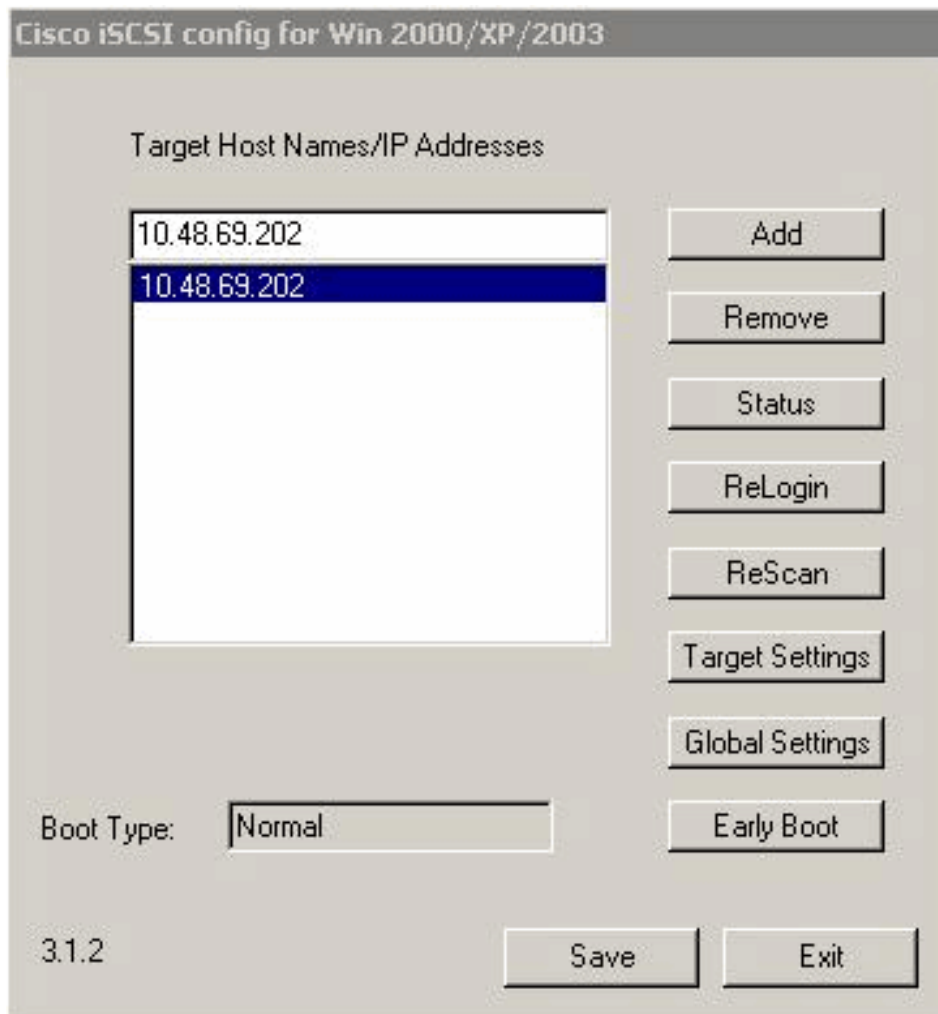 Cisco iSCSI config for Win 2000/XP/2003
Target Host Names/IP Addresses
10.48.69.202
Add
10.48.69.202
Remove
Status
ReLogin
ReScan
Target Settings
Global Settings
Boot Type:
Normal
Early Boot
3.1.2
Save
Exit